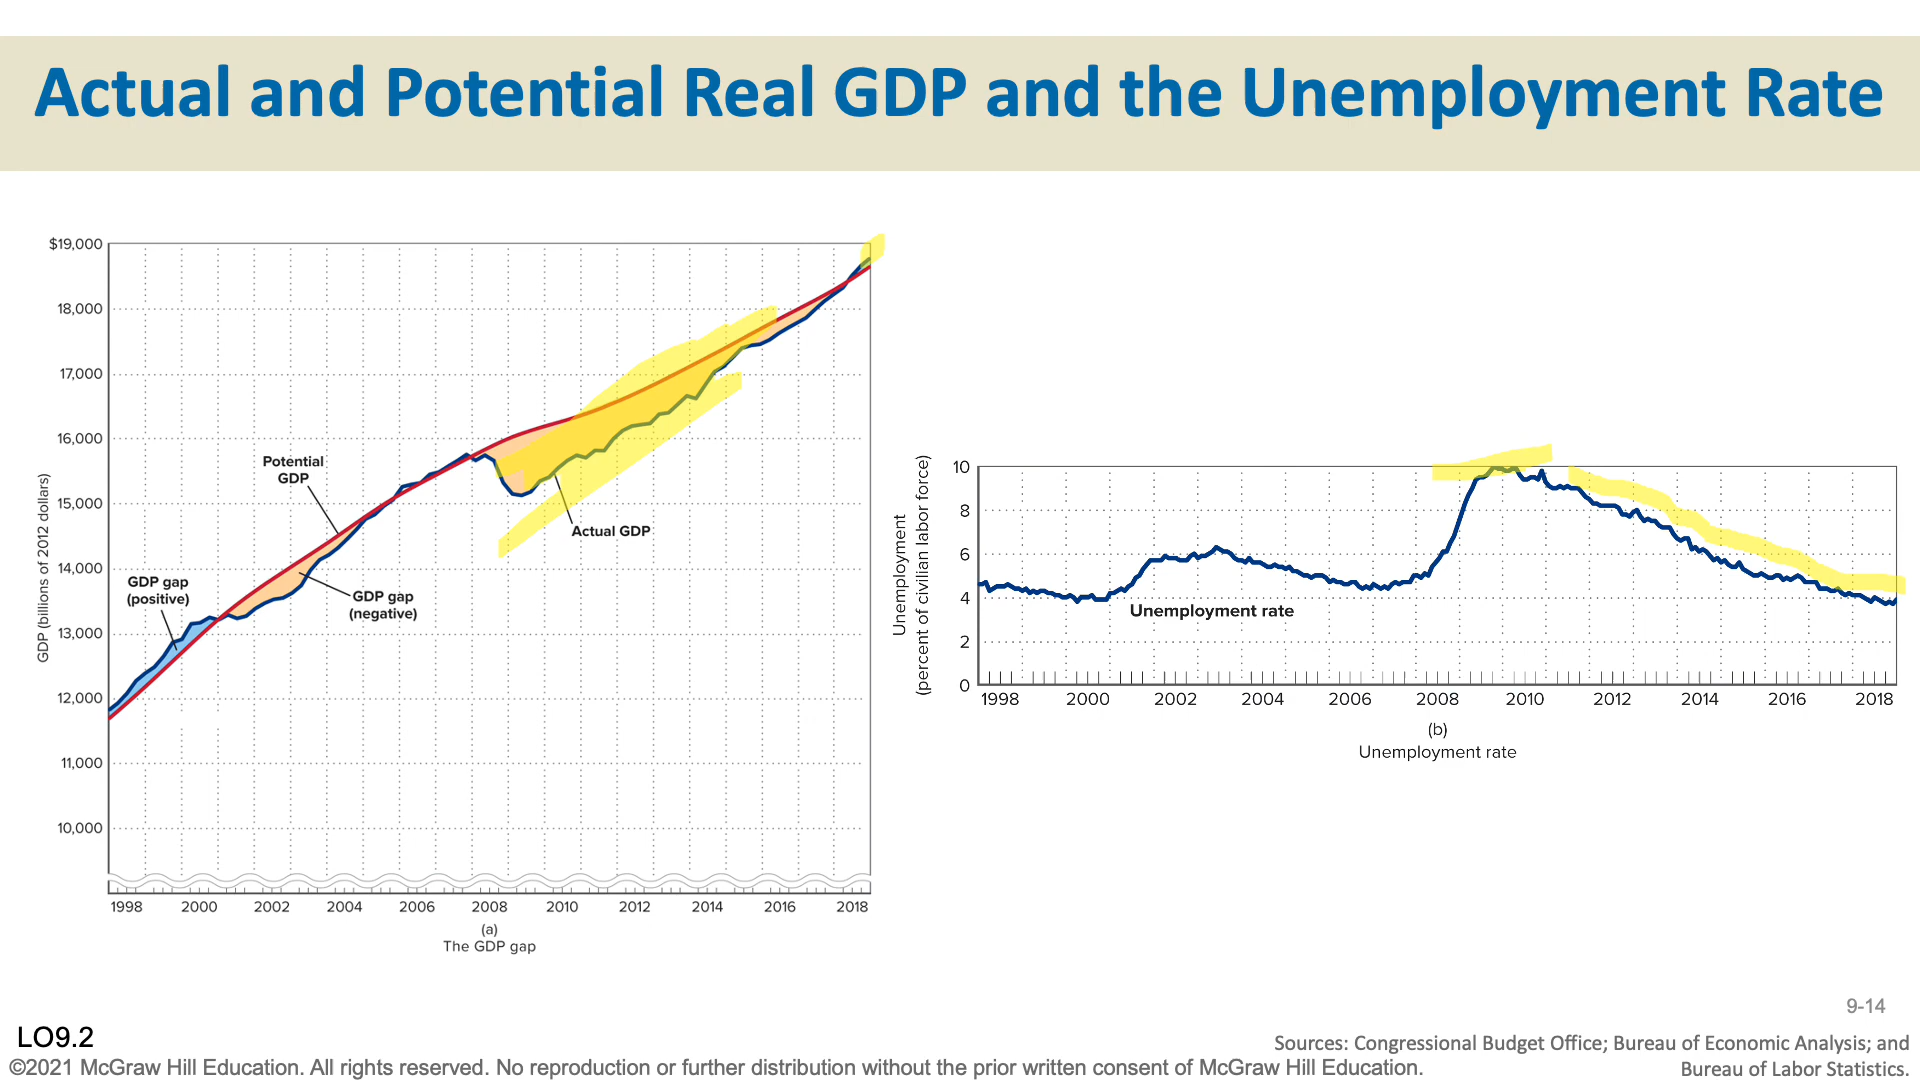 Actual and Potential Real GDP and the Unemployment Rate
$19,000
18,000
17,000
16,000
15,000
14,000
13,000
12,000
11,000
10,000
GDP (billions of 2012 dollars)
Potential
GDP
Actual GDP
GDP gap
(positive)
GDP gap
(negative)
1998 2000 2002 2004 2006 2008 2010 2012 2014 2016 2018
(a)
The GDP gap
Unemployment
(percent of civilian labor force)
10
8
6
4
2
0
Unemployment rate
1998 2000 2002 2004 2006 2008 2010 2012 2014 2016 2018
(b)
Unemployment rate
9-14
LO9.2
Sources: Congressional Budget Office; Bureau of Economic Analysis; and
Bureau of Labor Statistics.
©2021 McGraw Hill Education. All rights reserved. No reproduction or further distribution without the prior written consent of McGraw Hill Education.